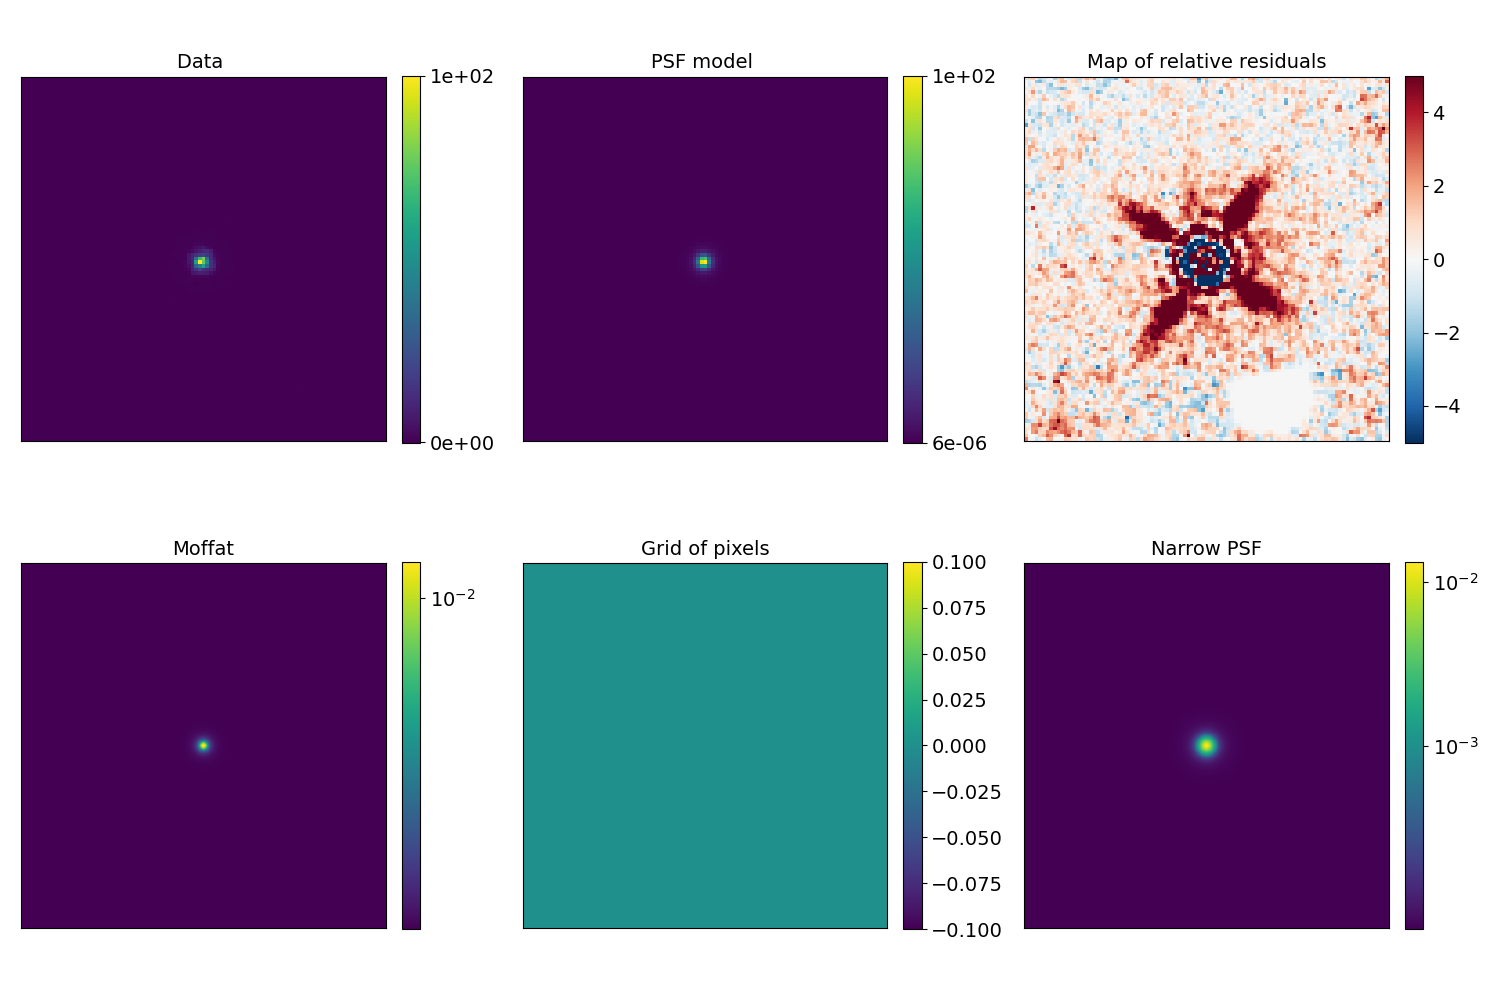 Data
1e+02
0e+00
PSF model
1e+02
6e-06
Map of relative residuals
4
2
0
−2
−4
Moffat
10⁻²
Grid of pixels
0.100
0.075
0.050
0.025
0.000
−0.025
−0.050
−0.075
−0.100
Narrow PSF
10⁻²
10⁻³